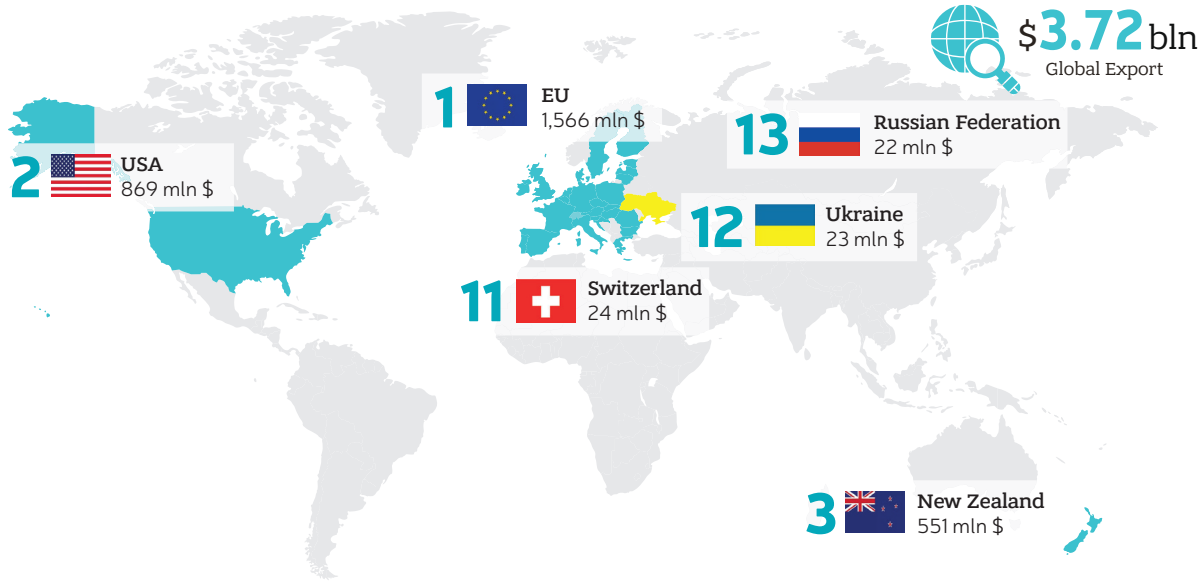 $3.72 bln
Global Export
1
EU
1,566 mln $
13
Russian Federation
22 mln $
2
USA
869 mln $
12
Ukraine
23 mln $
11
Switzerland
24 mln $
3
New Zealand
551 mln $